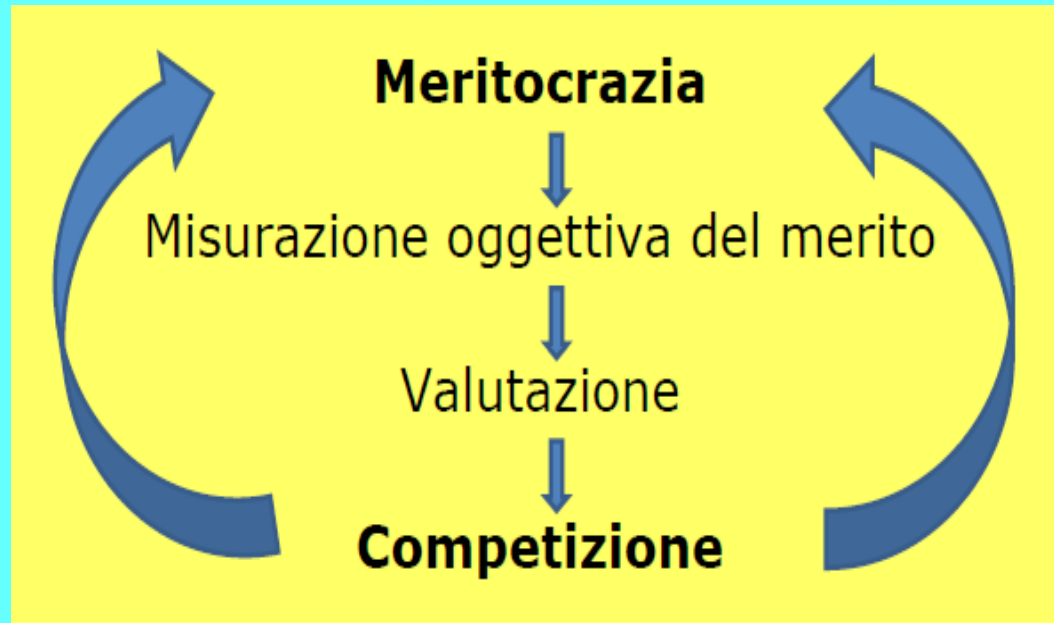 Meritocrazia
Misurazione oggettiva del merito
Valutazione
Competizione